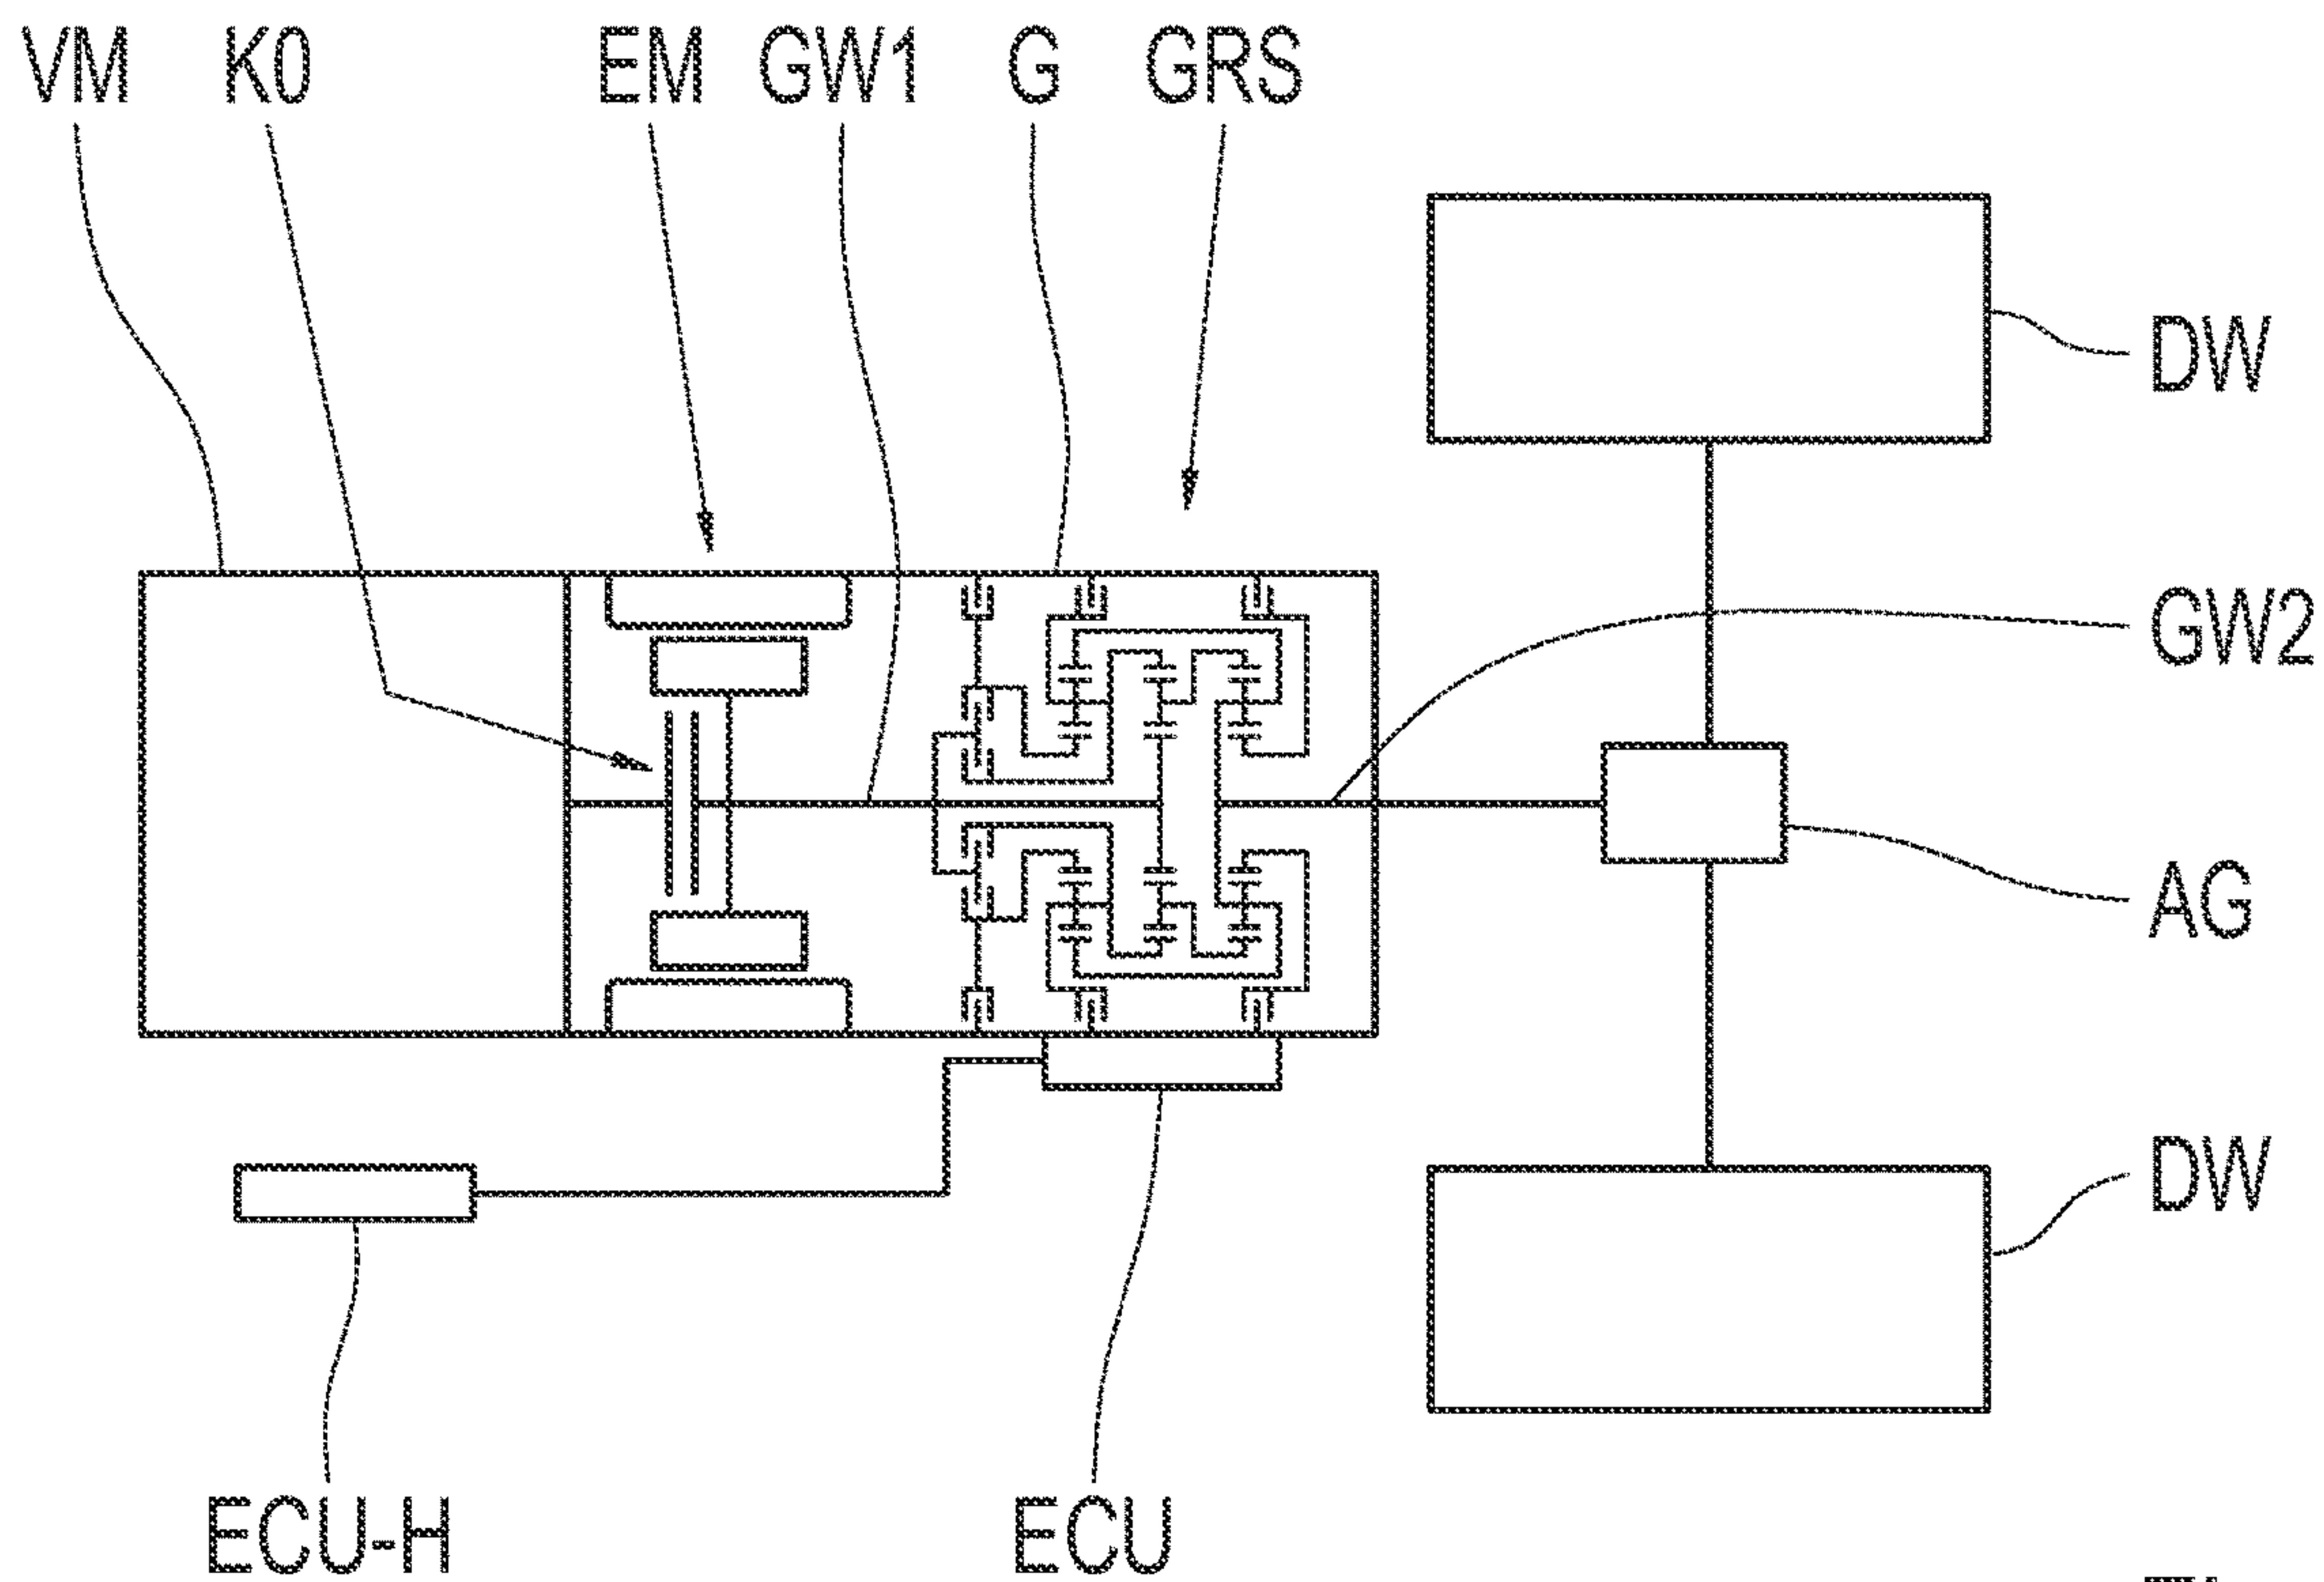 VM K0 EM GW1 G GRS
DW
GW2
AG
DW
ECU-H ECU